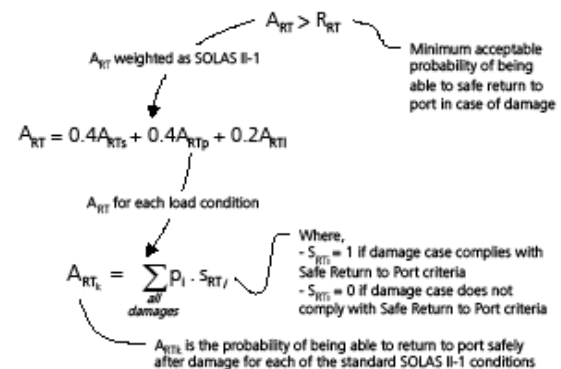 A_RT > R_RT
Minimum acceptable
probability of being
able to safe return to
port in case of damage
A_RT weighted as SOLAS II-1
A_RT = 0.4A_RTs + 0.4A_RTp + 0.2A_RTl
A_RT for each load condition
Where,
- S_RTi = 1 if damage case complies with
Safe Return to Port criteria
- S_RTi = 0 if damage case does not
comply with Safe Return to Port criteria
A_RTk = ∑ p_i . s_RTi
all
damages
A_RTk is the probability of being able to return to port safely
after damage for each of the standard SOLAS II-1 conditions